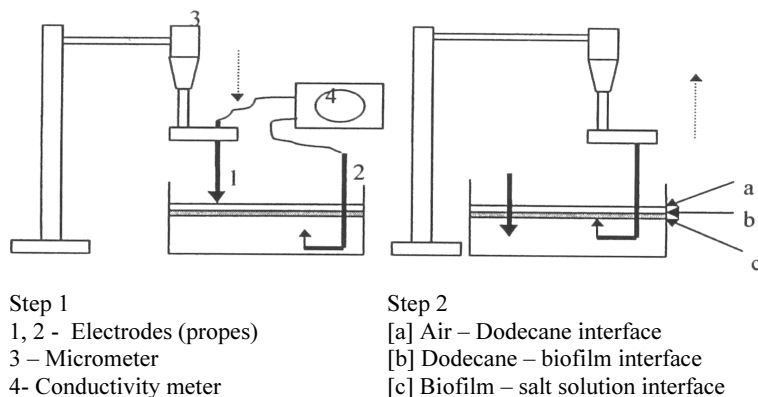 3
4
1
2
a
b
c
Step 1
1, 2 - Electrodes (propes)
3 – Micrometer
4- Conductivity meter
Step 2
[a] Air – Dodecane interface
[b] Dodecane – biofilm interface
[c] Biofilm – salt solution interface